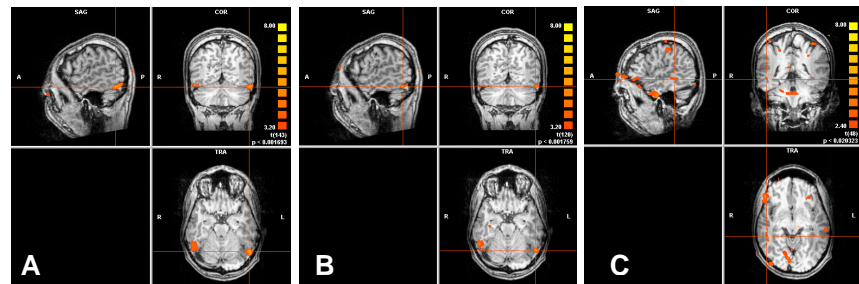 SAG
COR
8.00
A
P
R
3.20
t(143)
p < 0.001693
TRA
R
L
A
SAG
COR
8.00
A
P
R
3.20
t(120)
p < 0.001759
TRA
R
L
B
SAG
COR
8.00
A
P
R
2.40
t(48)
p < 0.020323
TRA
R
L
C